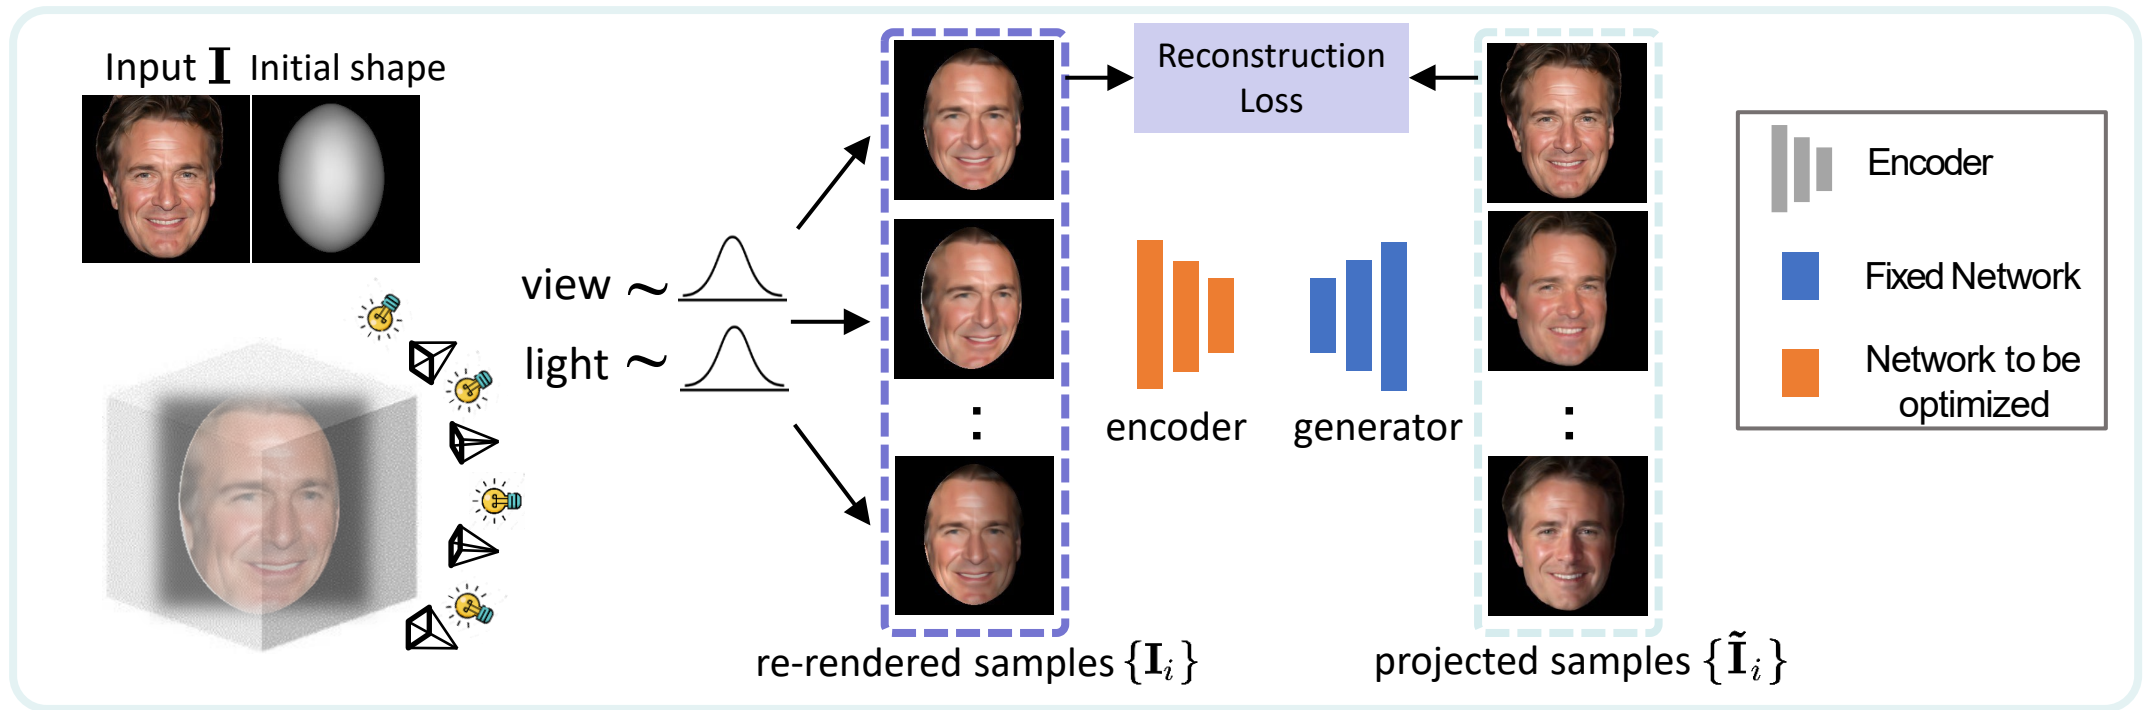 Input I Initial shape
view ~
light ~
Reconstruction
Loss
encoder
generator
re-rendered samples {I_i}
projected samples {Ĩ_i}
Encoder
Fixed Network
Network to be
optimized